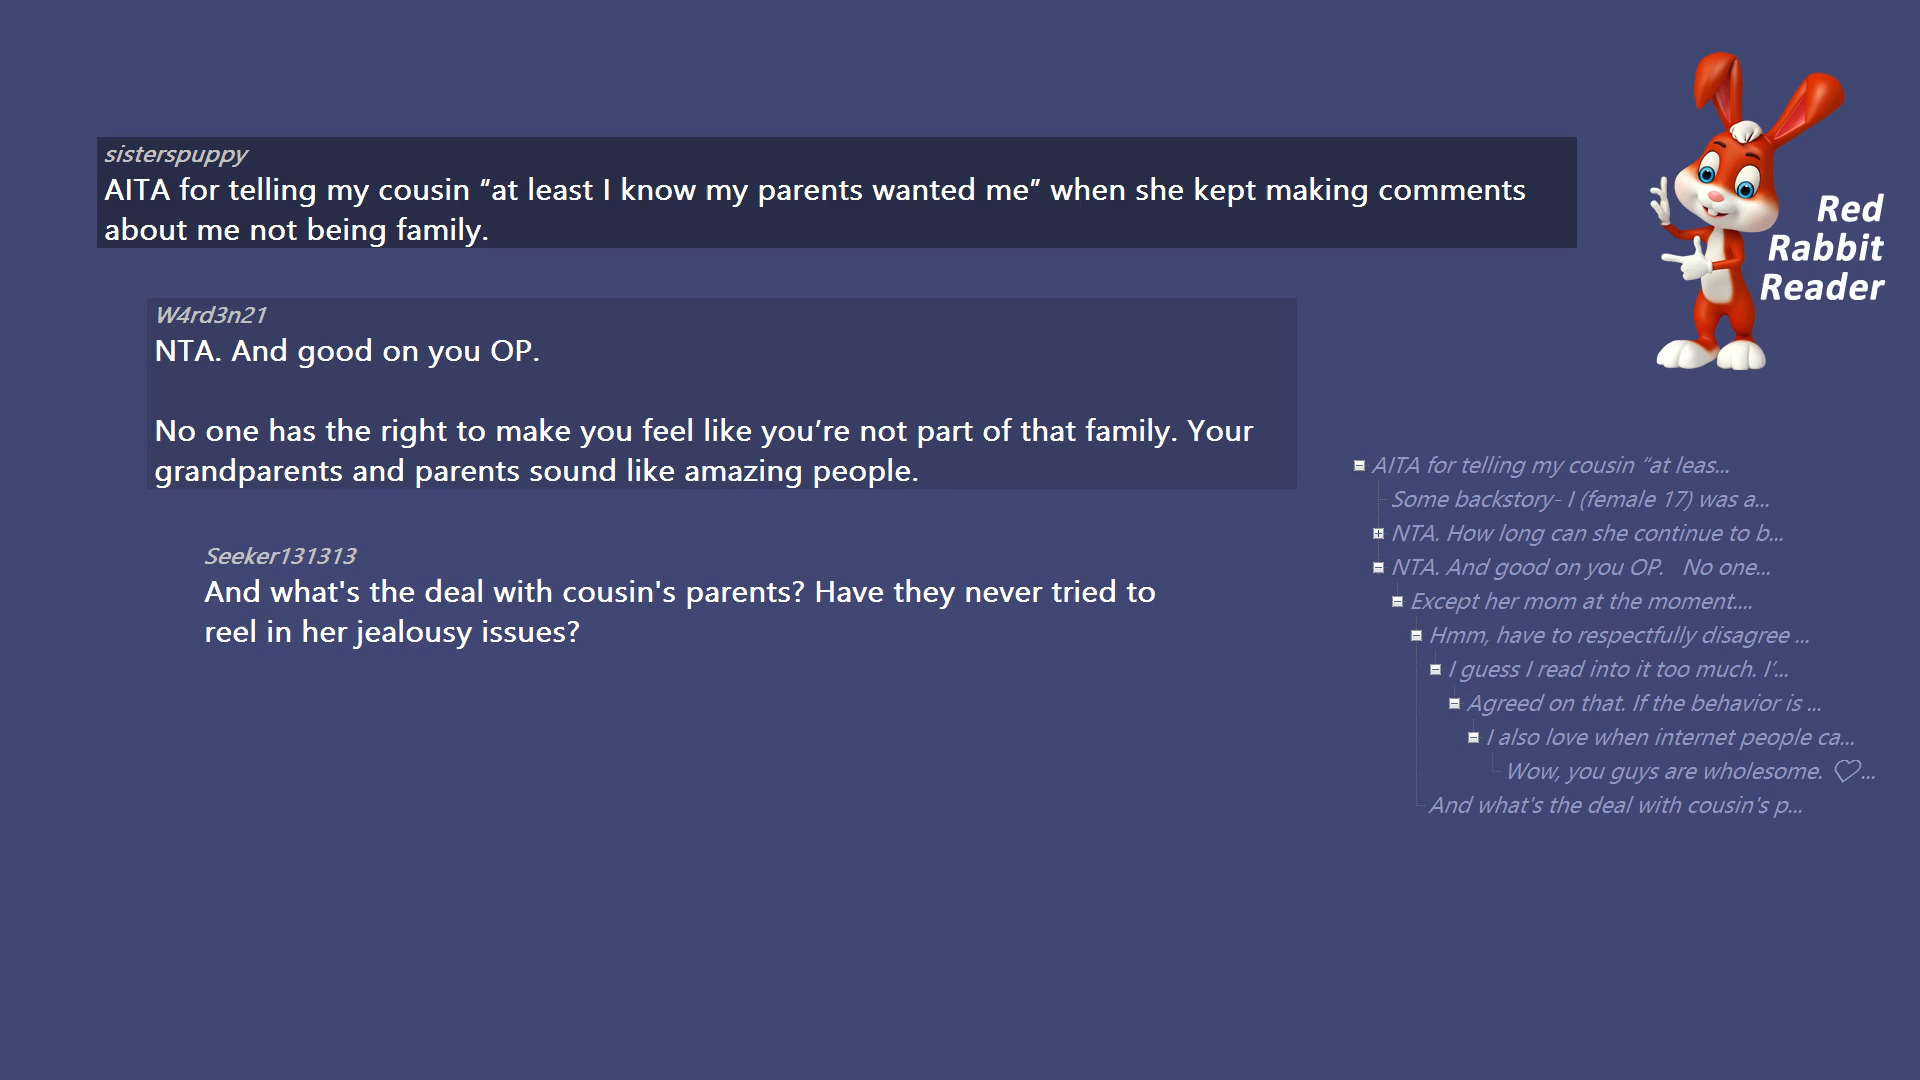 sisterspuppy
AITA for telling my cousin “at least I know my parents wanted me” when she kept making comments
about me not being family.
W4rd3n21
NTA. And good on you OP.
No one has the right to make you feel like you’re not part of that family. Your
grandparents and parents sound like amazing people.
Seeker131313
And what's the deal with cousin's parents? Have they never tried to
reel in her jealousy issues?
Red
Rabbit
Reader
AITA for telling my cousin “at leas...
Some backstory- I (female 17) was a...
NTA. How long can she continue to b...
NTA. And good on you OP.   No one...
Except her mom at the moment....
Hmm, have to respectfully disagree ...
I guess I read into it too much. I’...
Agreed on that. If the behavior is ...
I also love when internet people ca...
Wow, you guys are wholesome. ♡...
And what's the deal with cousin's p...